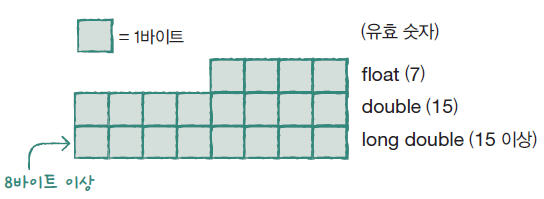 = 1바이트
(유효 숫자)
float (7)
double (15)
long double (15 이상)
8바이트 이상